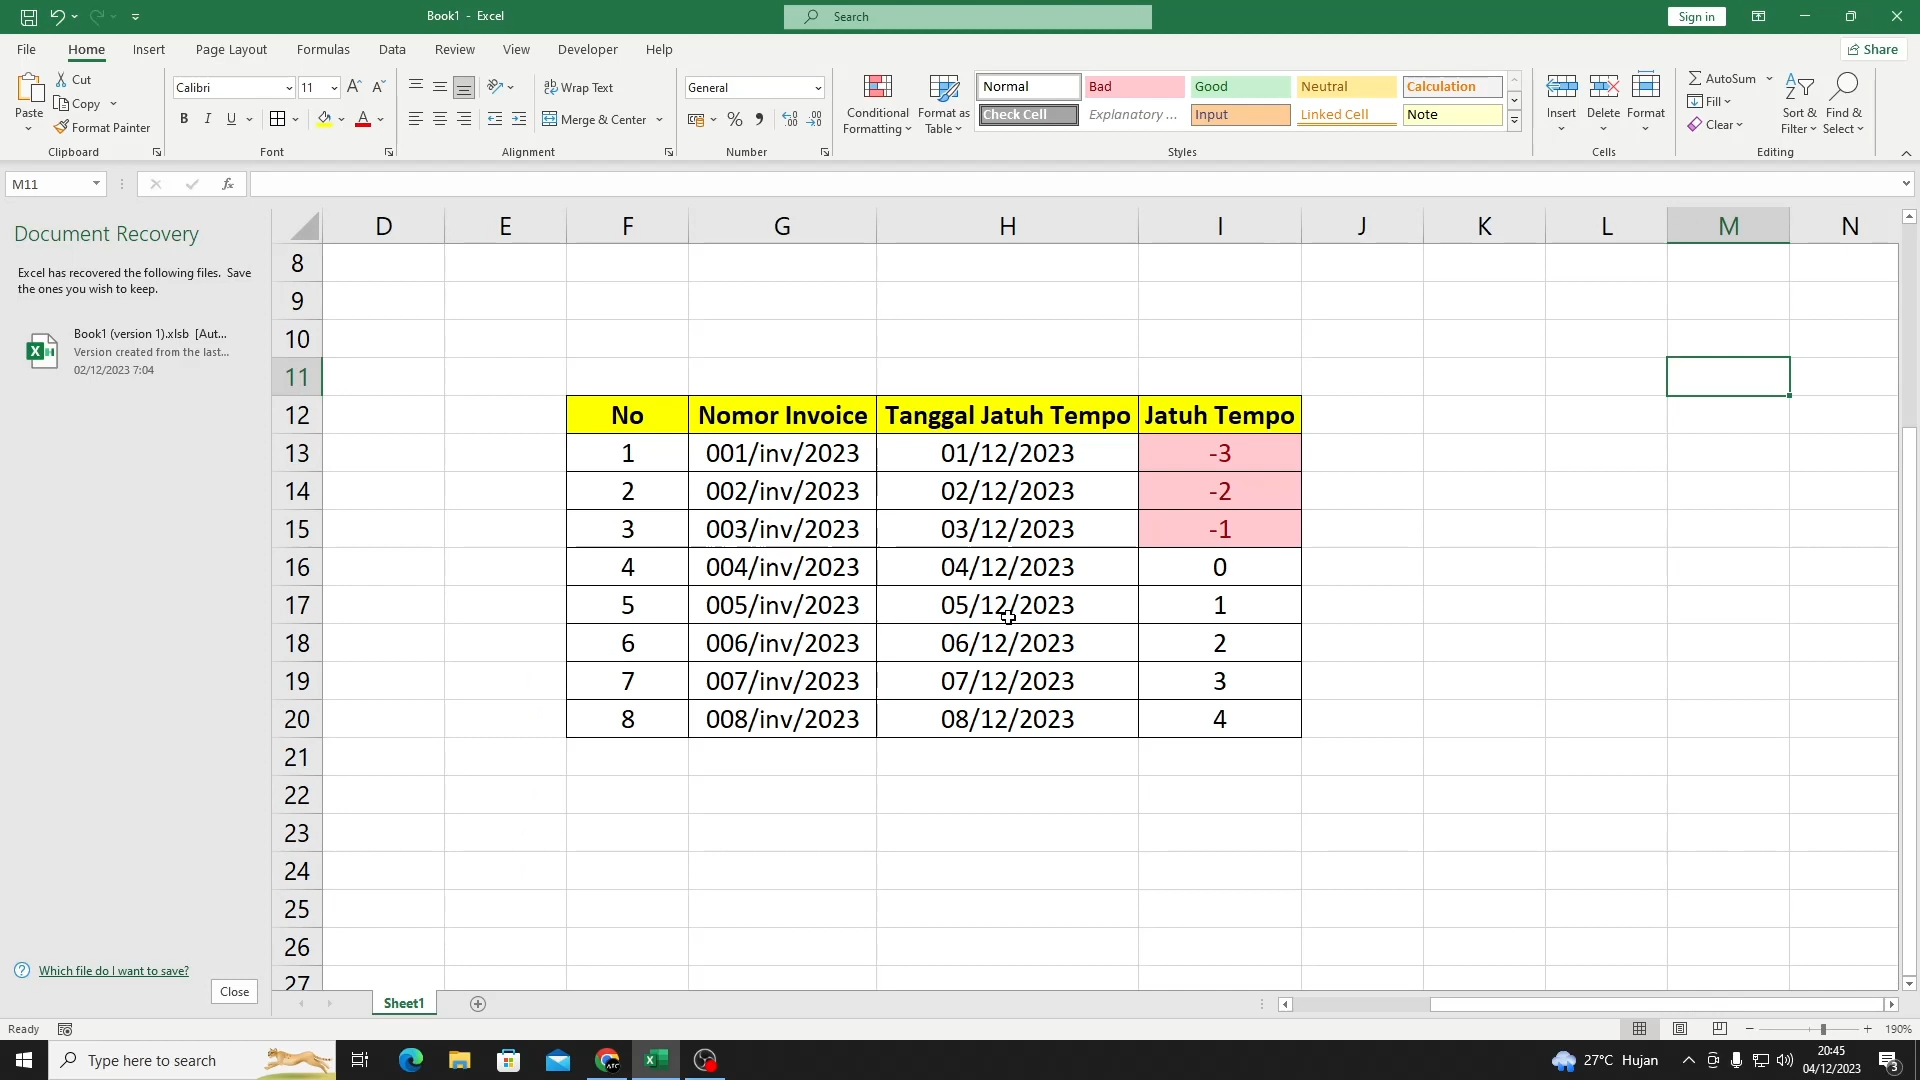 Book1 - Excel
Search
Sign in
File Home Insert Page Layout Formulas Data Review View Developer Help
Share
Paste
Cut
Copy
Format Painter
Clipboard
Calibri 11
B I U
Font
Wrap Text
Merge & Center
Alignment
General
Number
Conditional Formatting
Format as Table
Normal Bad Good Neutral Calculation
Check Cell Explanatory ... Input Linked Cell Note
Styles
Insert Delete Format
Cells
AutoSum
Fill
Clear
Sort & Filter
Find & Select
Editing
M11
fx
Document Recovery
Excel has recovered the following files. Save
the ones you wish to keep.
Book1 (version 1).xlsb [Aut...
Version created from the last...
02/12/2023 7:04
Which file do I want to save?
Close
D E F G H I J K L M N
8
9
10
11
12 No Nomor Invoice Tanggal Jatuh Tempo Jatuh Tempo
13 1 001/inv/2023 01/12/2023 -3
14 2 002/inv/2023 02/12/2023 -2
15 3 003/inv/2023 03/12/2023 -1
16 4 004/inv/2023 04/12/2023 0
17 5 005/inv/2023 05/12/2023 1
18 6 006/inv/2023 06/12/2023 2
19 7 007/inv/2023 07/12/2023 3
20 8 008/inv/2023 08/12/2023 4
21
22
23
24
25
26
27
Sheet1
Ready
190%
Type here to search
27°C Hujan
20:45
04/12/2023
3